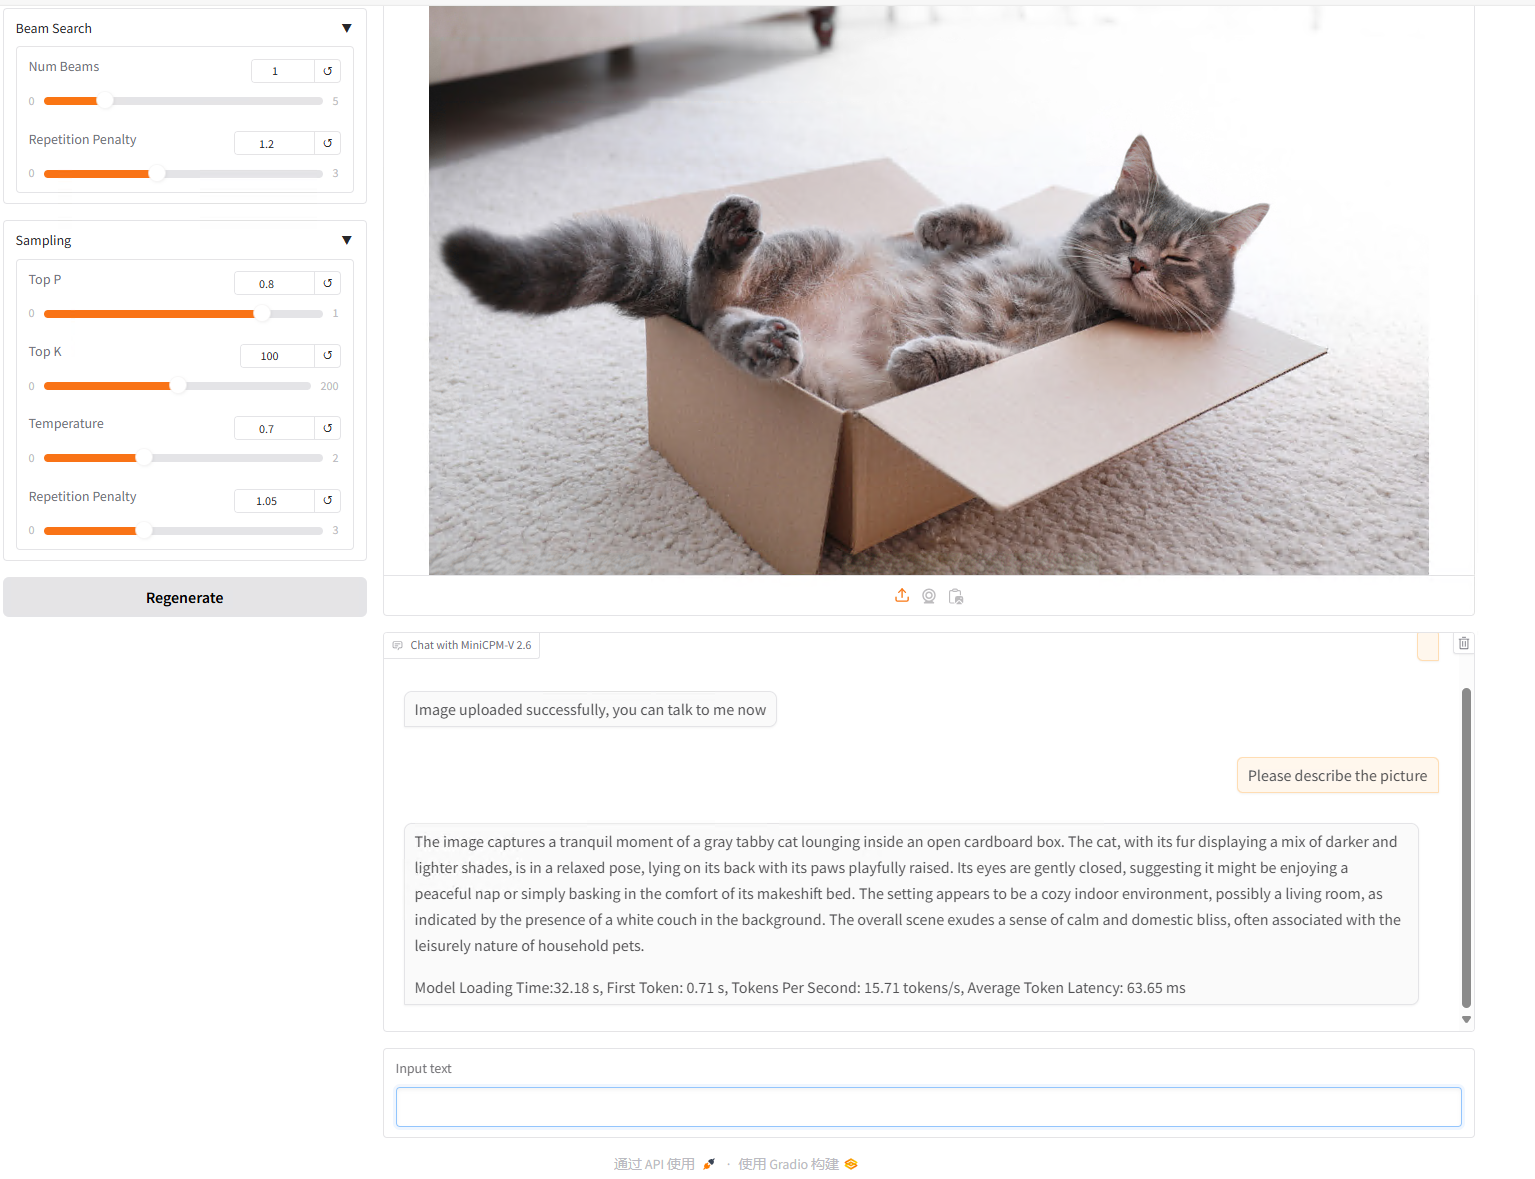 Beam Search
Num Beams
1
0
5
Repetition Penalty
1.2
0
3
Sampling
Top P
0.8
0
1
Top K
100
0
200
Temperature
0.7
0
2
Repetition Penalty
1.05
0
3
Regenerate
Chat with MiniCPM-V 2.6
Image uploaded successfully, you can talk to me now
Please describe the picture
The image captures a tranquil moment of a gray tabby cat lounging inside an open cardboard box. The cat, with its fur displaying a mix of darker and
lighter shades, is in a relaxed pose, lying on its back with its paws playfully raised. Its eyes are gently closed, suggesting it might be enjoying a
peaceful nap or simply basking in the comfort of its makeshift bed. The setting appears to be a cozy indoor environment, possibly a living room, as
indicated by the presence of a white couch in the background. The overall scene exudes a sense of calm and domestic bliss, often associated with the
leisurely nature of household pets.
Model Loading Time:32.18 s, First Token: 0.71 s, Tokens Per Second: 15.71 tokens/s, Average Token Latency: 63.65 ms
Input text
通过 API 使用 · 使用 Gradio 构建